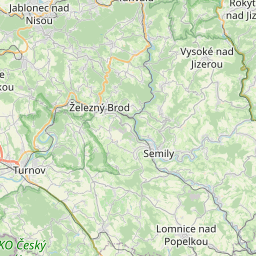 Jablonec nad
Nisou
Rokyt
nad Jiz
Vysoké nad
Jizerou
Železný Brod
Semily
Turnov
Lomnice nad
Popelkou
KO Český